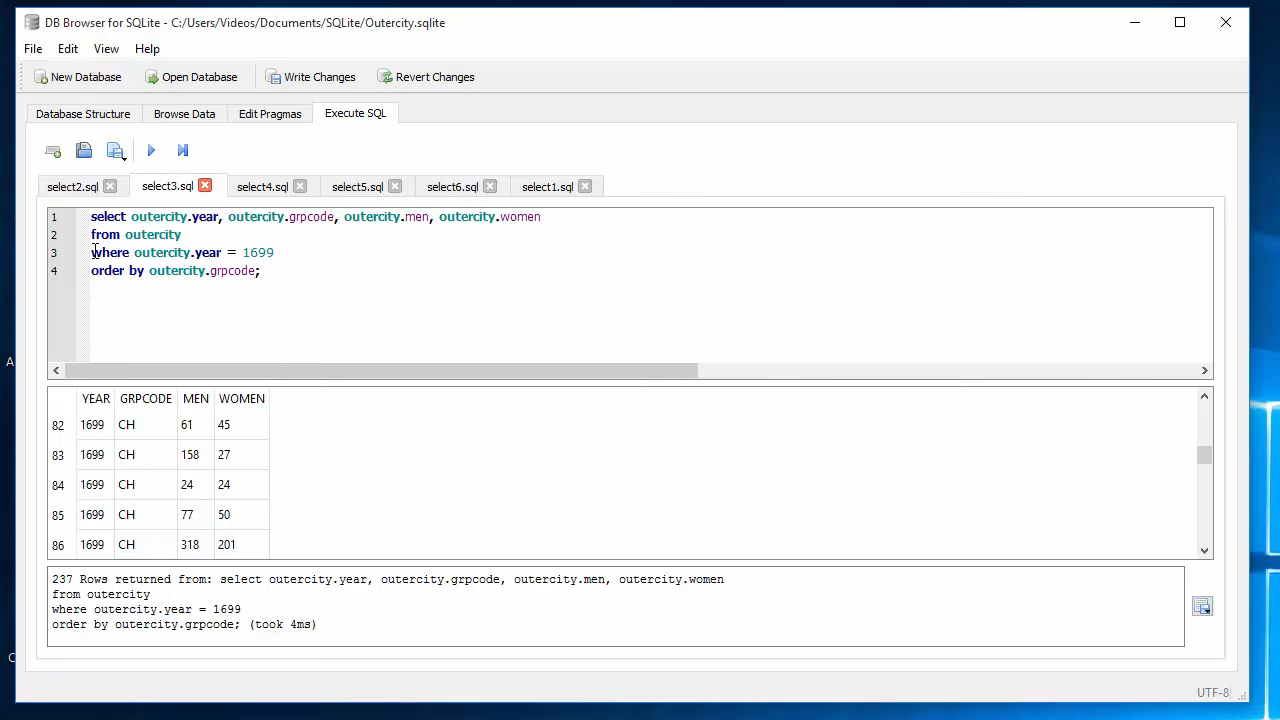 DB Browser for SQLite - C:/Users/Videos/Documents/SQLite/Outercity.sqlite
File Edit View Help
New Database Open Database Write Changes Revert Changes
Database Structure Browse Data Edit Pragmas Execute SQL
select2.sql select3.sql select4.sql select5.sql select6.sql select1.sql
1 select outercity.year, outercity.grpcode, outercity.men, outercity.women
2 from outercity
3 where outercity.year = 1699
4 order by outercity.grpcode;
A
YEAR GRPCODE MEN WOMEN
82 1699 CH 61 45
83 1699 CH 158 27
84 1699 CH 24 24
85 1699 CH 77 50
86 1699 CH 318 201
237 Rows returned from: select outercity.year, outercity.grpcode, outercity.men, outercity.women
from outercity
where outercity.year = 1699
order by outercity.grpcode; (took 4ms)
C
UTF-8